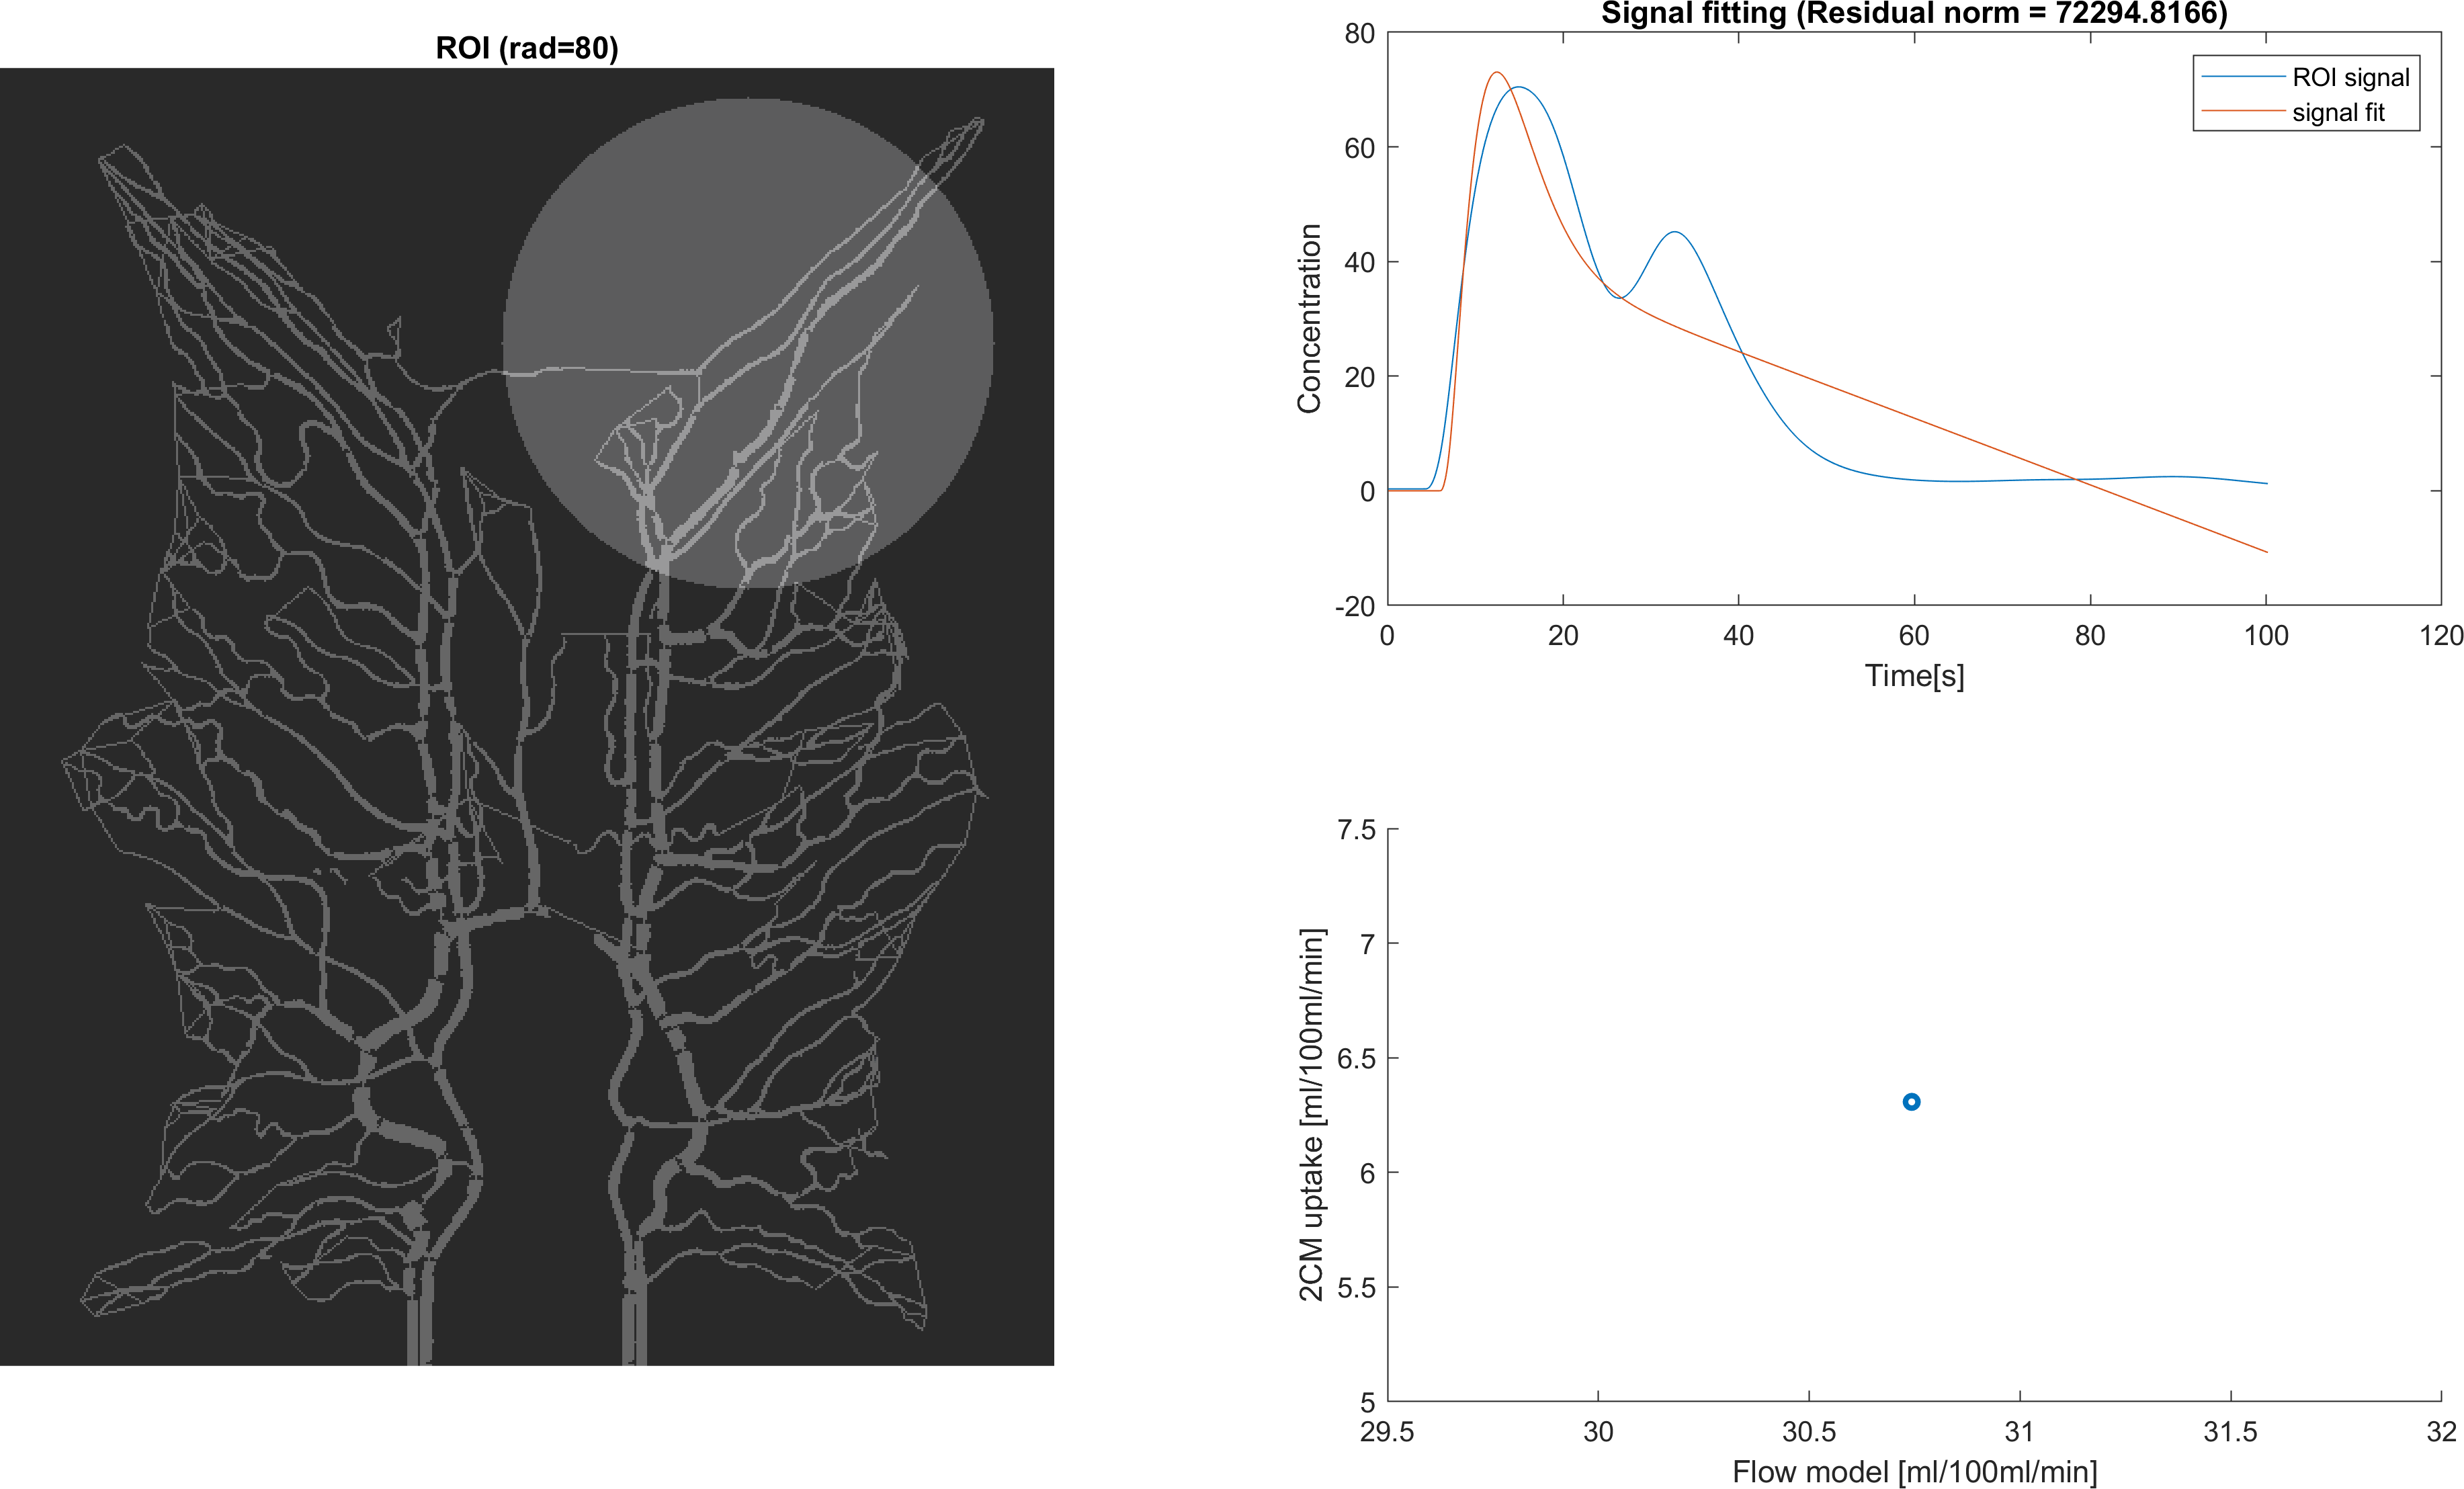 ROI (rad=80)
Signal fitting (Residual norm = 72294.8166)
80
60
40
20
0
-20
Concentration
ROI signal
signal fit
0 20 40 60 80 100 120
Time[s]
7.5
7
6.5
6
5.5
5
2CM uptake [ml/100ml/min]
29.5 30 30.5 31 31.5 32
Flow model [ml/100ml/min]